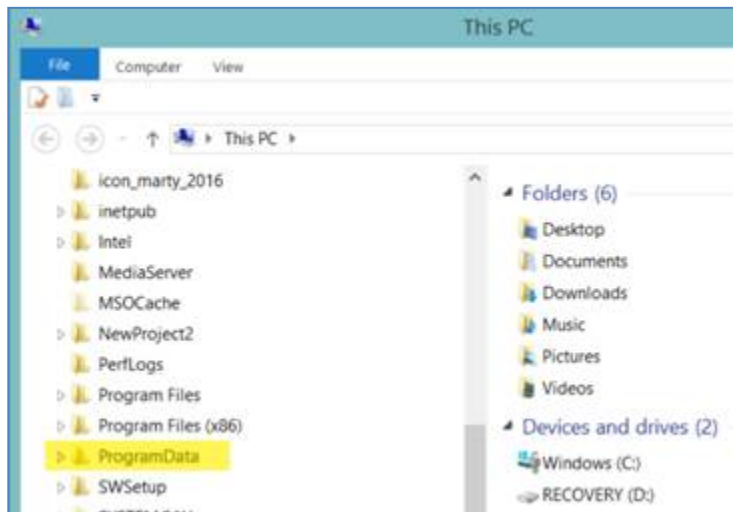 This PC
File Computer View
This PC
icon_marty_2016
inetpub
Intel
MediaServer
MSOCache
NewProject2
PerfLogs
Program Files
Program Files (x86)
ProgramData
SWSetup
Folders (6)
Desktop
Documents
Downloads
Music
Pictures
Videos
Devices and drives (2)
Windows (C:)
RECOVERY (D:)